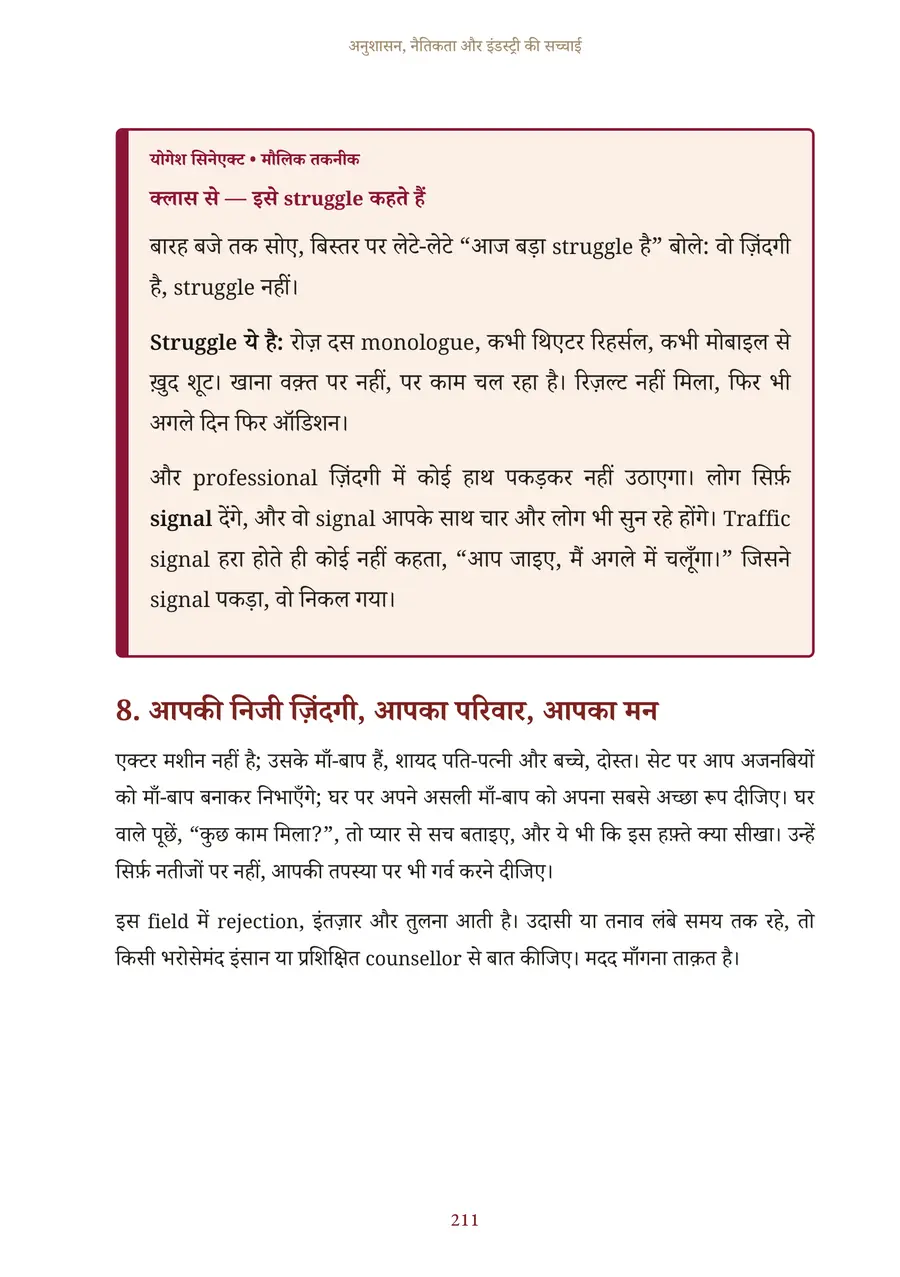 अनुशासन, नैतिकता और इंडस्ट्री की सच्चाई
योगेश सिनेएक्ट • मौलिक तकनीक
क्लास से — इसे struggle कहते हैं
बारह बजे तक सोए, बिस्तर पर लेटे-लेटे “आज बड़ा struggle है” बोले: वो ज़िंदगी
है, struggle नहीं।
Struggle ये है: रोज़ दस monologue, कभी थिएटर रिहर्सल, कभी मोबाइल से
ख़ुद शूट। खाना वक़्त पर नहीं, पर काम चल रहा है। रिज़ल्ट नहीं मिला, फिर भी
अगले दिन फिर ऑडिशन।
और professional ज़िंदगी में कोई हाथ पकड़कर नहीं उठाएगा। लोग सिर्फ़
signal देंगे, और वो signal आपके साथ चार और लोग भी सुन रहे होंगे। Traffic
signal हरा होते ही कोई नहीं कहता, “आप जाइए, मैं अगले में चलूँगा।” जिसने
signal पकड़ा, वो निकल गया।
8. आपकी निजी ज़िंदगी, आपका परिवार, आपका मन
एक्टर मशीन नहीं है; उसके माँ-बाप हैं, शायद पति-पत्नी और बच्चे, दोस्त। सेट पर आप अजनबियों
को माँ-बाप बनाकर निभाएँगे; घर पर अपने असली माँ-बाप को अपना सबसे अच्छा रूप दीजिए। घर
वाले पूछें, “कुछ काम मिला?”, तो प्यार से सच बताइए, और ये भी कि इस हफ़्ते क्या सीखा। उन्हें
सिर्फ़ नतीजों पर नहीं, आपकी तपस्या पर भी गर्व करने दीजिए।
इस field में rejection, इंतज़ार और तुलना आती है। उदासी या तनाव लंबे समय तक रहे, तो
किसी भरोसेमंद इंसान या प्रशिक्षित counsellor से बात कीजिए। मदद माँगना ताक़त है।
211